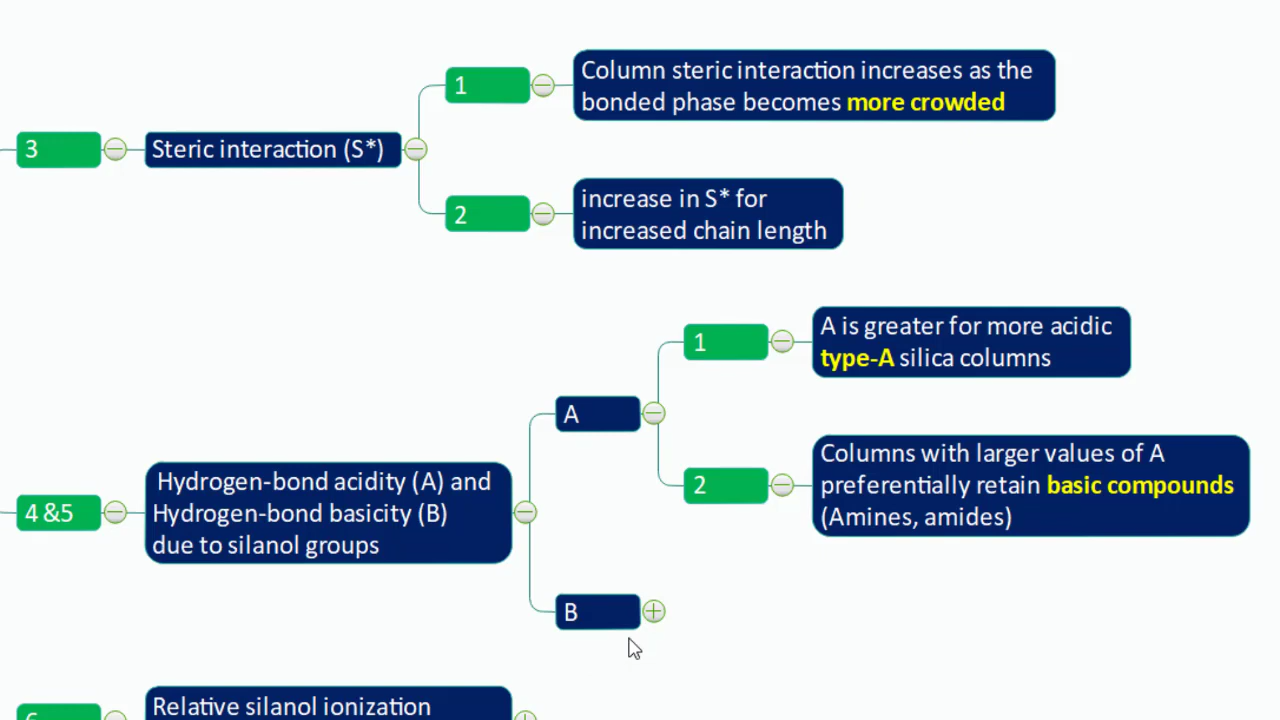 3
Steric interaction (S*)
1
Column steric interaction increases as the
bonded phase becomes more crowded
2
increase in S* for
increased chain length
4 &5
Hydrogen-bond acidity (A) and
Hydrogen-bond basicity (B)
due to silanol groups
A
1
A is greater for more acidic
type-A silica columns
2
Columns with larger values of A
preferentially retain basic compounds
(Amines, amides)
B
6
Relative silanol ionization